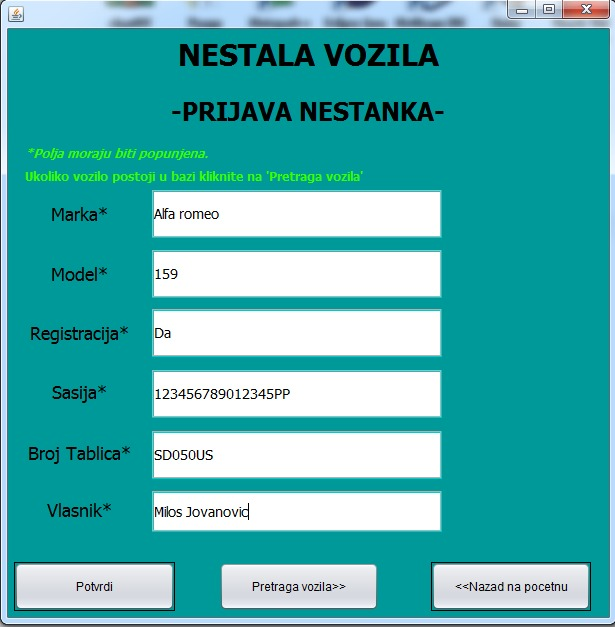 NESTALA VOZILA
-PRIJAVA NESTANKA-
*Polja moraju biti popunjena.
Ukoliko vozilo postoji u bazi kliknite na 'Pretraga vozila'
Marka* Alfa romeo
Model* 159
Registracija* Da
Sasija* 123456789012345PP
Broj Tablica* SD050US
Vlasnik* Milos Jovanovic
Potvrdi Pretraga vozila>> <<Nazad na pocetnu